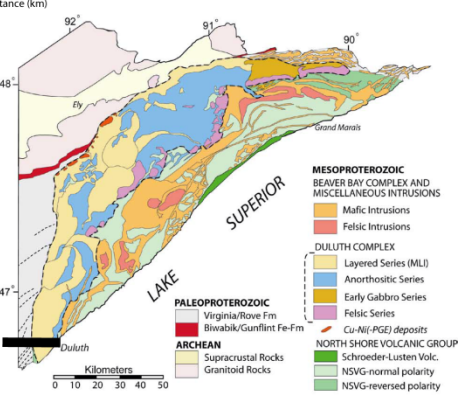 tance (km)
92°
91°
90°
48°
Ely
Grand Marais
MESOPROTEROZOIC
BEAVER BAY COMPLEX AND
MISCELLANEOUS INTRUSIONS
Mafic Intrusions
Felsic Intrusions
SUPERIOR
LAKE
DULUTH COMPLEX
Layered Series (MLI)
Anorthositic Series
Early Gabbro Series
Felsic Series
Cu-Ni(-PGE) deposits
NORTH SHORE VOLCANIC GROUP
Schroeder-Lusten Volc.
NSVG-normal polarity
NSVG-reversed polarity
47°
PALEOPROTEROZOIC
Virginia/Rove Fm
Biwabik/Gunflint Fe-Fm
ARCHEAN
Supracrustal Rocks
Granitoid Rocks
Duluth
Kilometers
0 10 20 30 40 50